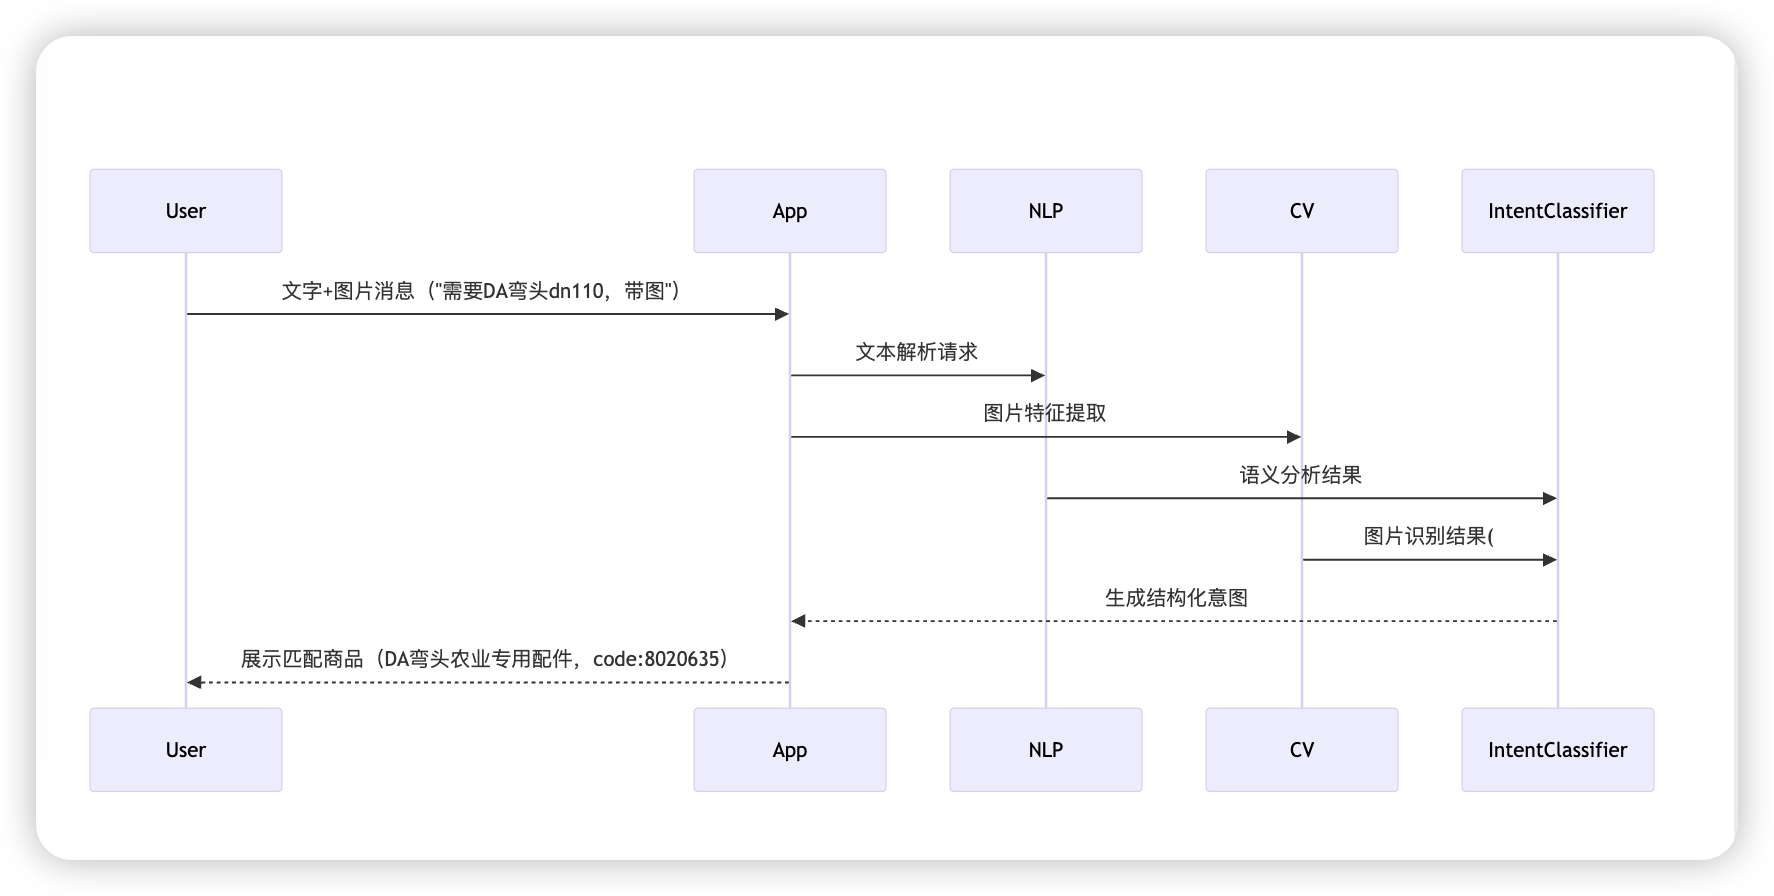 User
App
NLP
CV
IntentClassifier
文字+图片消息（"需要DA弯头dn110，带图"）
文本解析请求
图片特征提取
语义分析结果
图片识别结果(
生成结构化意图
展示匹配商品（DA弯头农业专用配件，code:8020635）
User
App
NLP
CV
IntentClassifier